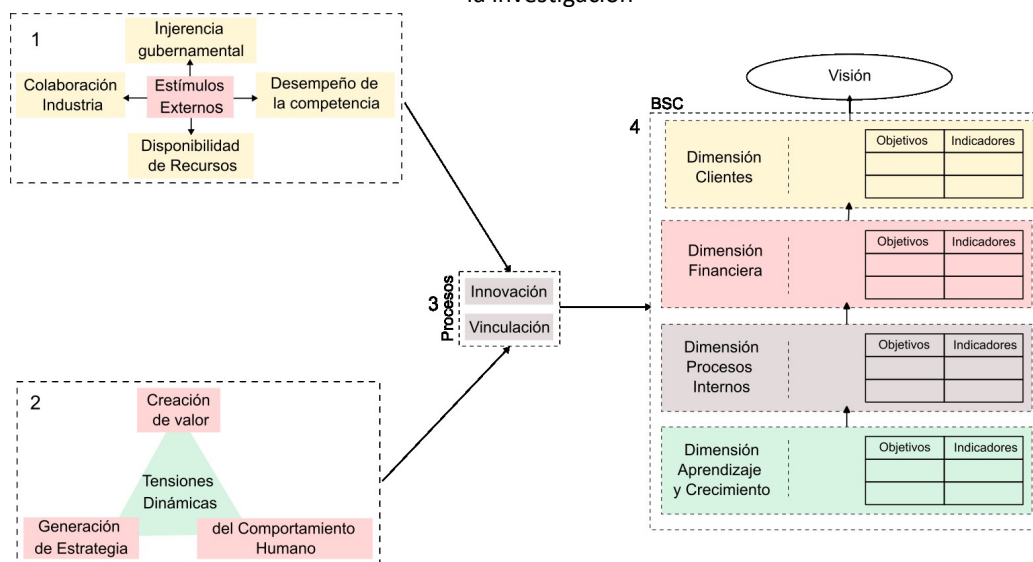 la investigación
1
Injerencia
gubernamental
Colaboración
Industria
Estímulos
Externos
Desempeño de
la competencia
Disponibilidad
de Recursos
2
Creación
de valor
Tensiones
Dinámicas
Generación
de Estrategia
del Comportamiento
Humano
3
Procesos
Innovación
Vinculación
Visión
BSC
4
Dimensión
Clientes
Objetivos
Indicadores
Dimensión
Financiera
Objetivos
Indicadores
Dimensión
Procesos
Internos
Objetivos
Indicadores
Dimensión
Aprendizaje
y Crecimiento
Objetivos
Indicadores